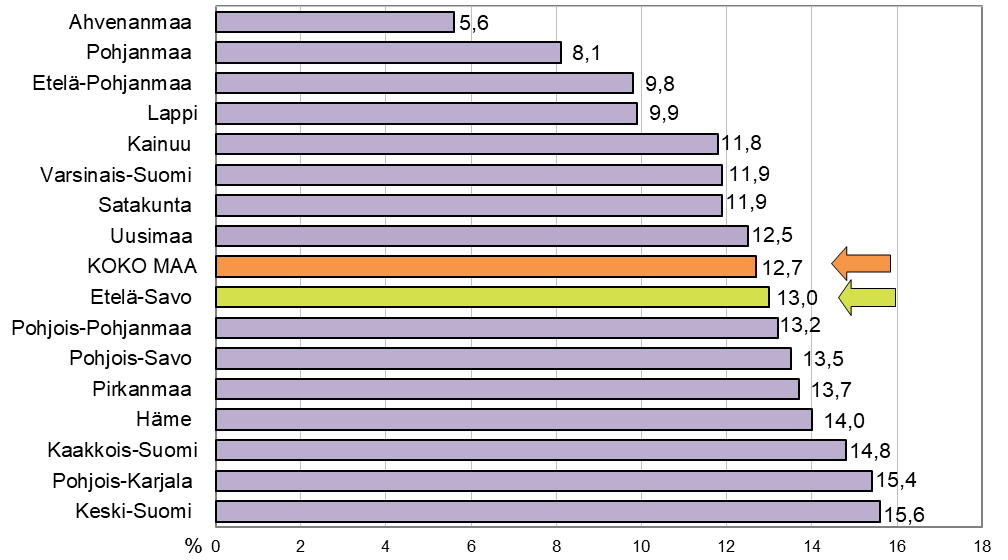 Ahvenanmaa 5,6
Pohjanmaa 8,1
Etelä-Pohjanmaa 9,8
Lappi 9,9
Kainuu 11,8
Varsinais-Suomi 11,9
Satakunta 11,9
Uusimaa 12,5
KOKO MAA 12,7
Etelä-Savo 13,0
Pohjois-Pohjanmaa 13,2
Pohjois-Savo 13,5
Pirkanmaa 13,7
Häme 14,0
Kaakkois-Suomi 14,8
Pohjois-Karjala 15,4
Keski-Suomi 15,6
% 0 2 4 6 8 10 12 14 16 18